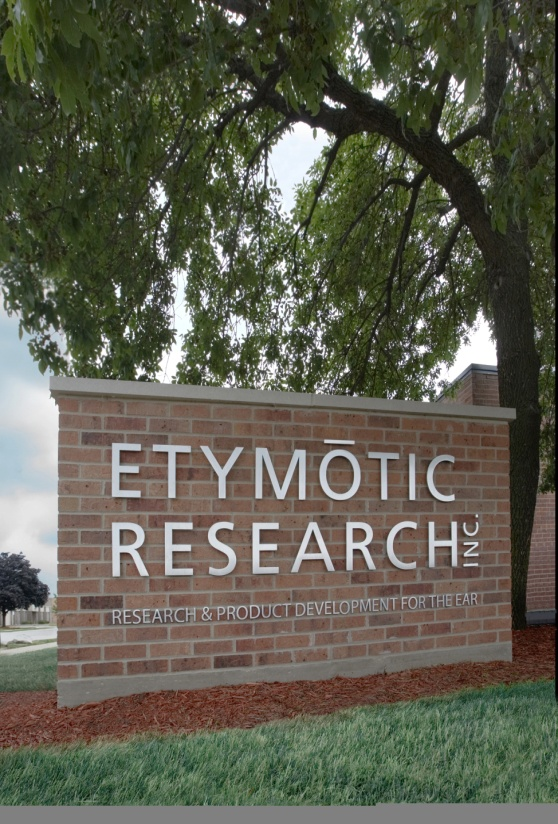 ETYMŌTIC
RESEARCH INC.
RESEARCH & PRODUCT DEVELOPMENT FOR THE EAR